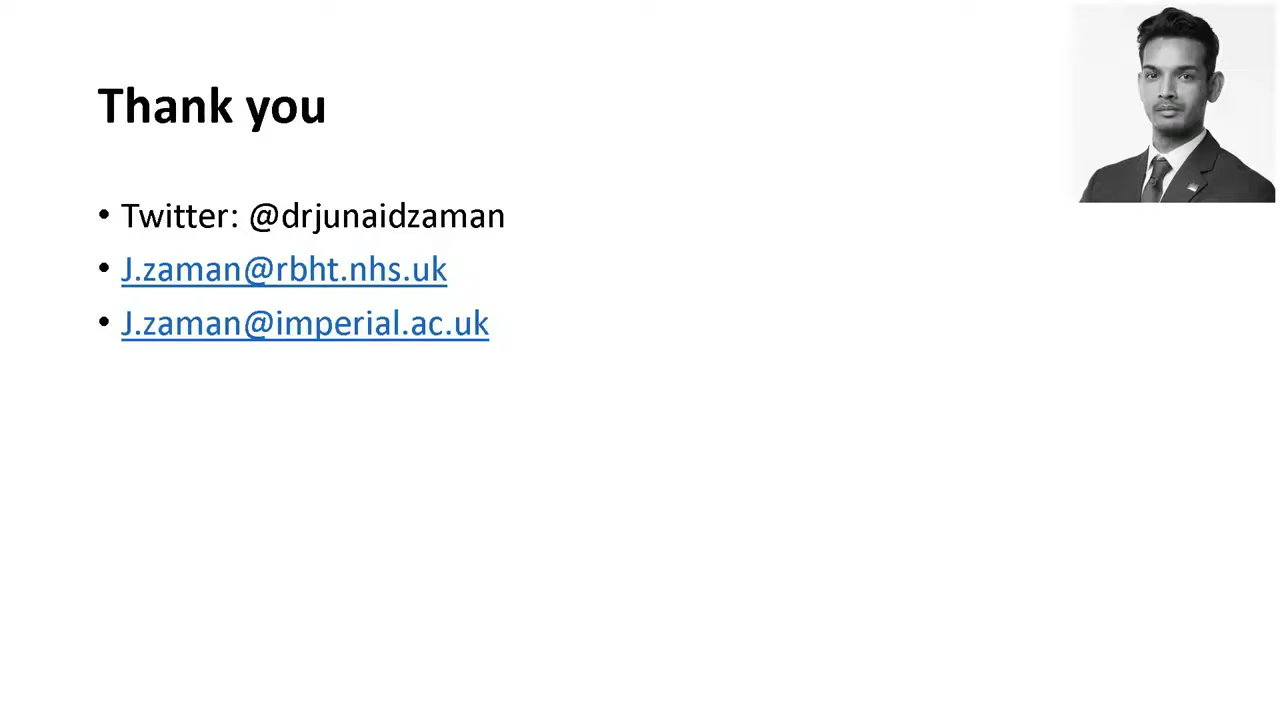 Thank you
• Twitter: @drjunaidzaman
• J.zaman@rbht.nhs.uk
• J.zaman@imperial.ac.uk